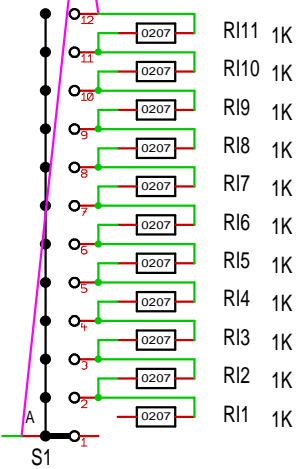 12
0207 RI11 1K
11
0207 RI10 1K
10
0207 RI9 1K
9
0207 RI8 1K
8
0207 RI7 1K
7
0207 RI6 1K
6
0207 RI5 1K
5
0207 RI4 1K
4
0207 RI3 1K
3
0207 RI2 1K
2
A 0207 RI1 1K
1
S1